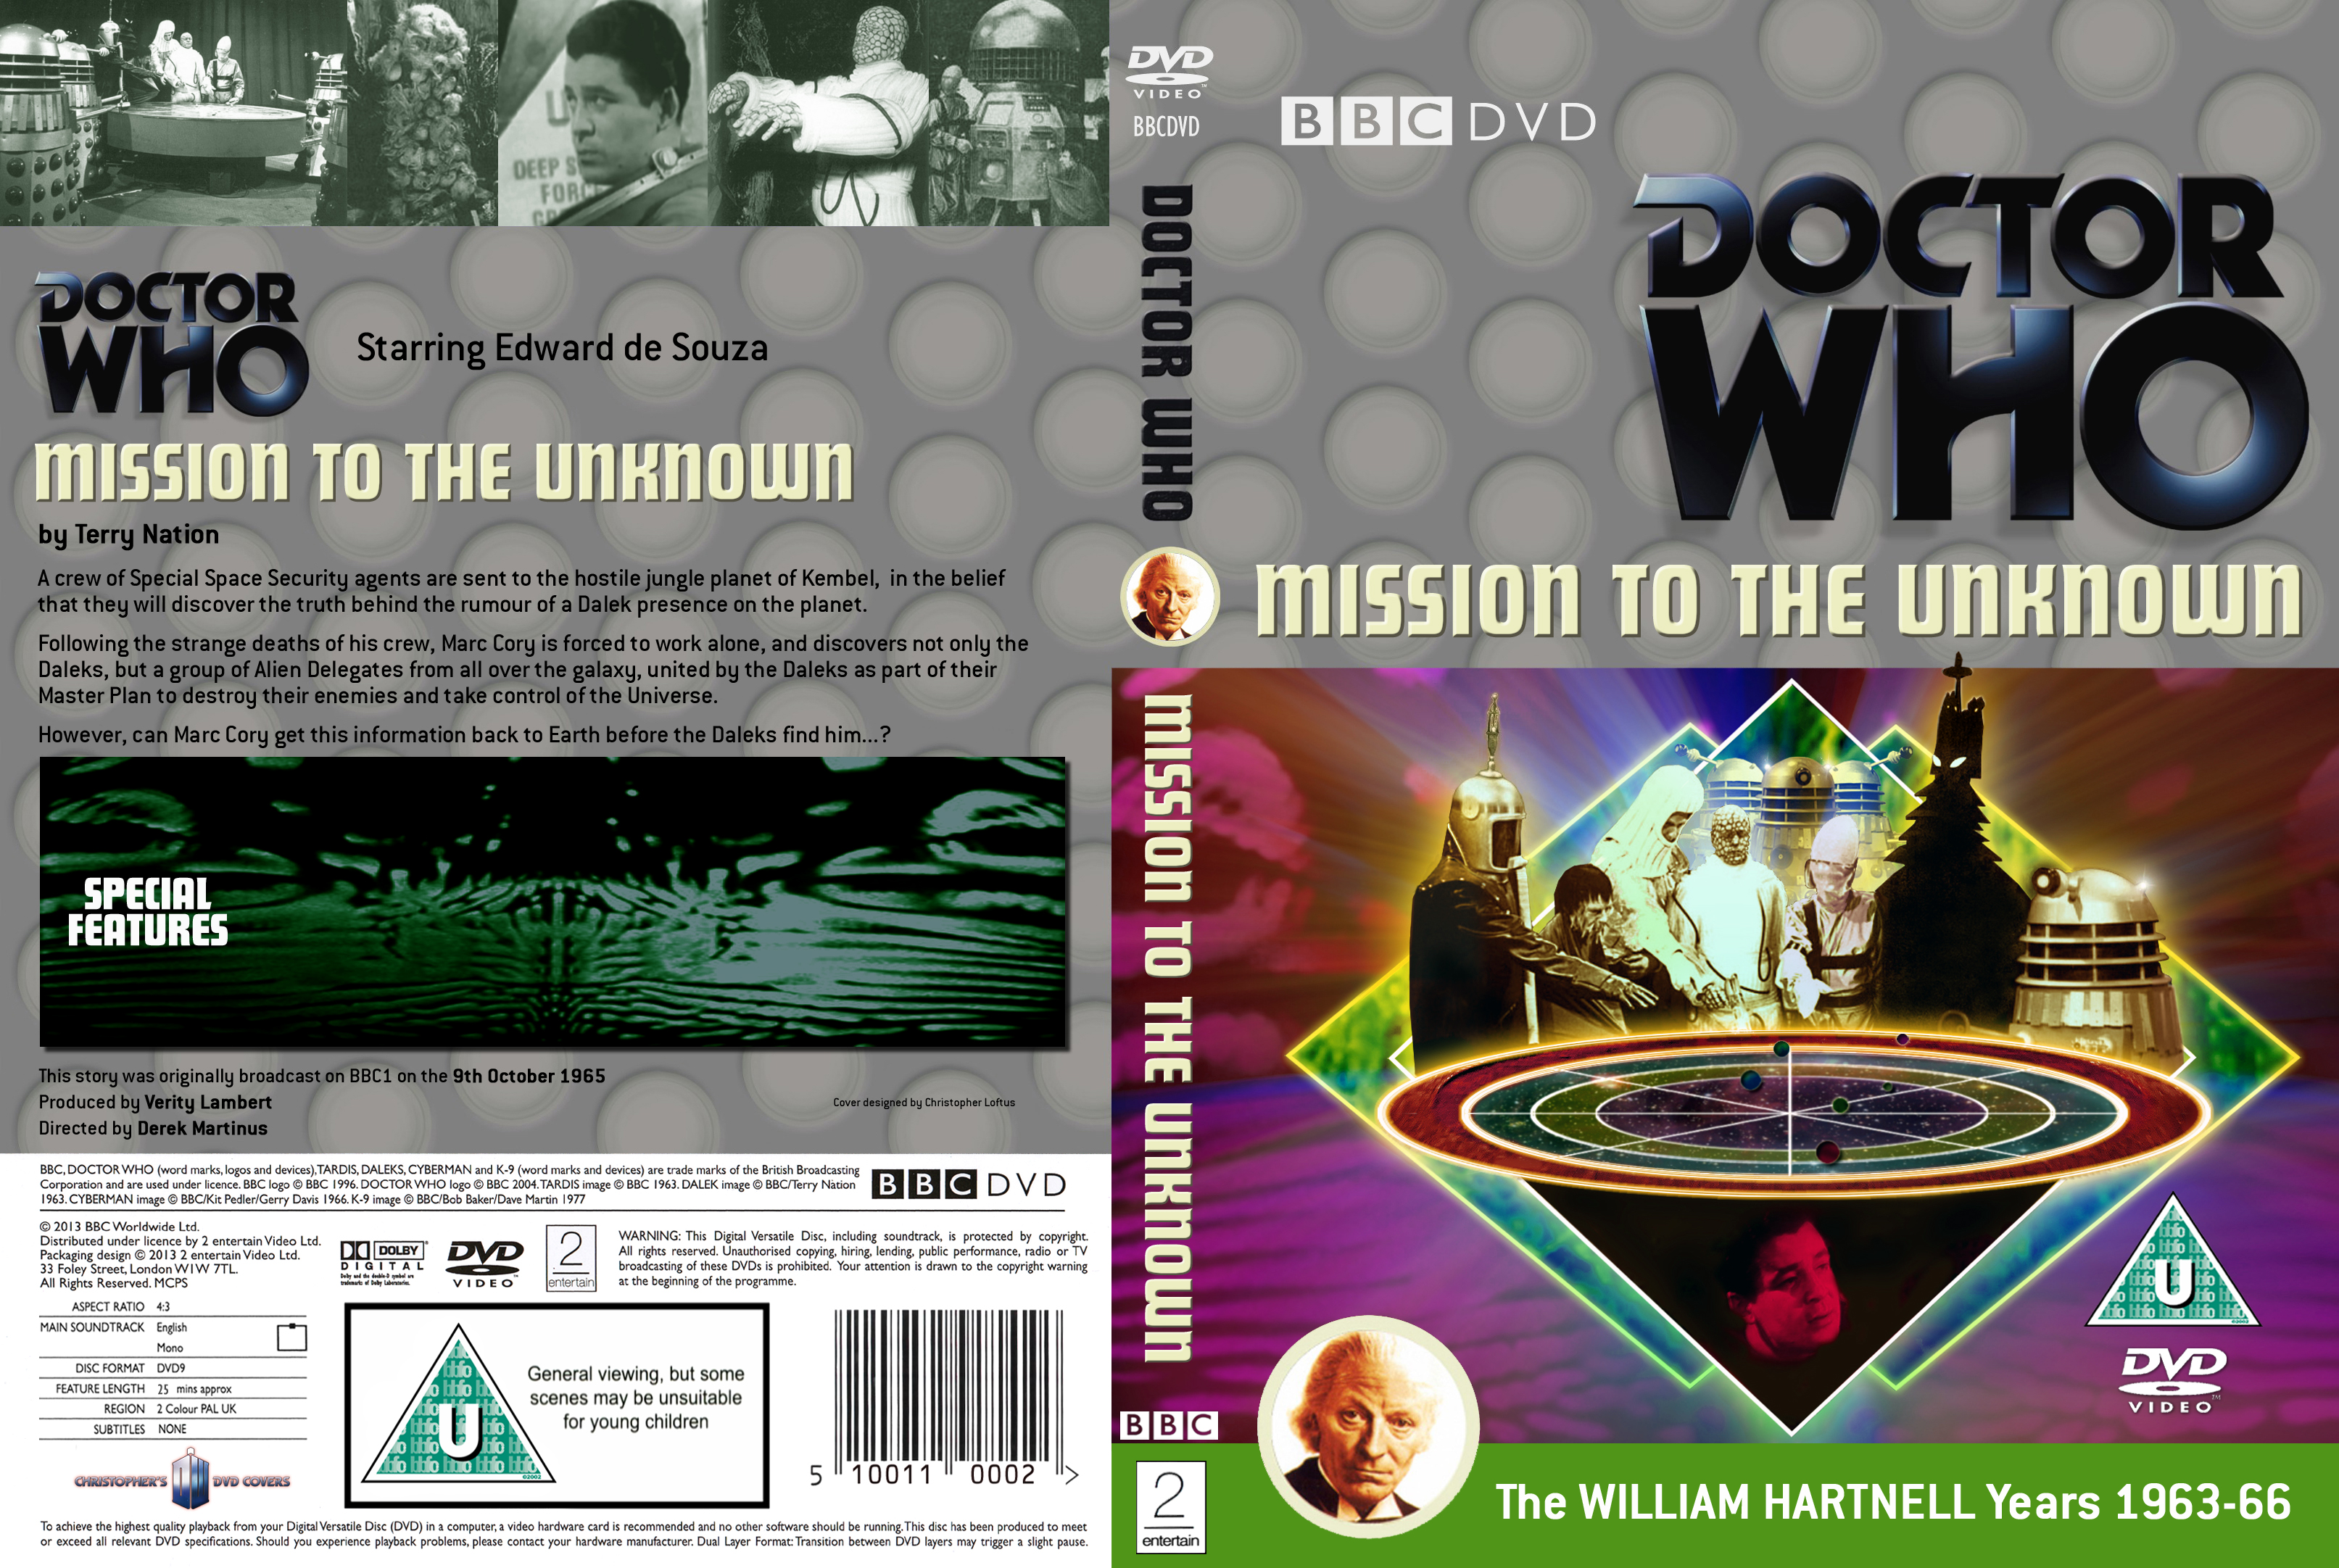 DEEP S
FORC
DOCTOR
WHO
Starring Edward de Souza
MISSION TO THE UNKNOWN
by Terry Nation
A crew of Special Space Security agents are sent to the hostile jungle planet of Kembel, in the belief
that they will discover the truth behind the rumour of a Dalek presence on the planet.
Following the strange deaths of his crew, Marc Cory is forced to work alone, and discovers not only the
Daleks, but a group of Alien Delegates from all over the galaxy, united by the Daleks as part of their
Master Plan to destroy their enemies and take control of the Universe.
However, can Marc Cory get this information back to Earth before the Daleks find him...?
SPECIAL
FEATURES
This story was originally broadcast on BBC1 on the 9th October 1965
Produced by Verity Lambert
Directed by Derek Martinus
Cover designed by Christopher Loftus
BBC, DOCTOR WHO (word marks, logos and devices), TARDIS, DALEKS, CYBERMAN and K-9 (word marks and devices) are trade marks of the British Broadcasting
Corporation and are used under licence. BBC logo © BBC 1996. DOCTOR WHO logo © BBC 2004. TARDIS image © BBC 1963. DALEK image © BBC/Terry Nation
1963. CYBERMAN image © BBC/Kit Pedler/Gerry Davis 1966. K-9 image © BBC/Bob Baker/Dave Martin 1977
BBC DVD
© 2013 BBC Worldwide Ltd.
Distributed under licence by 2 entertain Video Ltd.
Packaging design © 2013 2 entertain Video Ltd.
33 Foley Street, London W1W 7TL.
All Rights Reserved. MCPS
DOLBY
DIGITAL
Dolby and the double-D symbol are
trademarks of Dolby Laboratories.
DVD
VIDEO
2
entertain
WARNING: This Digital Versatile Disc, including soundtrack, is protected by copyright.
All rights reserved. Unauthorised copying, hiring, lending, public performance, radio or TV
broadcasting of these DVDs is prohibited. Your attention is drawn to the copyright warning
at the beginning of the programme.
ASPECT RATIO 4:3
MAIN SOUNDTRACK English
Mono
DISC FORMAT DVD9
FEATURE LENGTH 25 mins approx
REGION 2 Colour PAL UK
SUBTITLES NONE
CHRISTOPHER'S DVD COVERS
U
General viewing, but some
scenes may be unsuitable
for young children
5 10011 0002 >
To achieve the highest quality playback from your Digital Versatile Disc (DVD) in a computer, a video hardware card is recommended and no other software should be running. This disc has been produced to meet
or exceed all relevant DVD specifications. Should you experience playback problems, please contact your hardware manufacturer. Dual Layer Format: Transition between DVD layers may trigger a slight pause.
DVD
VIDEO
BBCDVD
DOCTOR WHO
MISSION TO THE UNKNOWN
BBC
2
entertain
BBC DVD
DOCTOR
WHO
MISSION TO THE UNKNOWN
U
DVD
VIDEO
The WILLIAM HARTNELL Years 1963-66